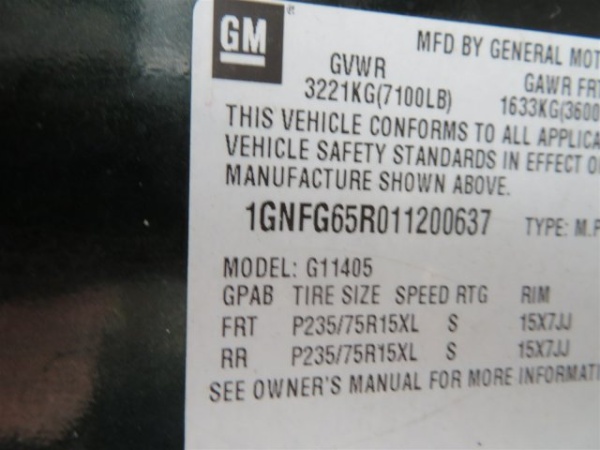 GM
MFD BY GENERAL MOT
GVWR GAWR FRT
3221KG(7100LB) 1633KG(3600
THIS VEHICLE CONFORMS TO ALL APPLICA
VEHICLE SAFETY STANDARDS IN EFFECT O
MANUFACTURE SHOWN ABOVE.
1GNFG65R011200637 TYPE: M.P
MODEL: G11405
GPAB TIRE SIZE SPEED RTG RIM
FRT P235/75R15XL S 15X7JJ
RR P235/75R15XL S 15X7JJ
SEE OWNER'S MANUAL FOR MORE INFORMATI